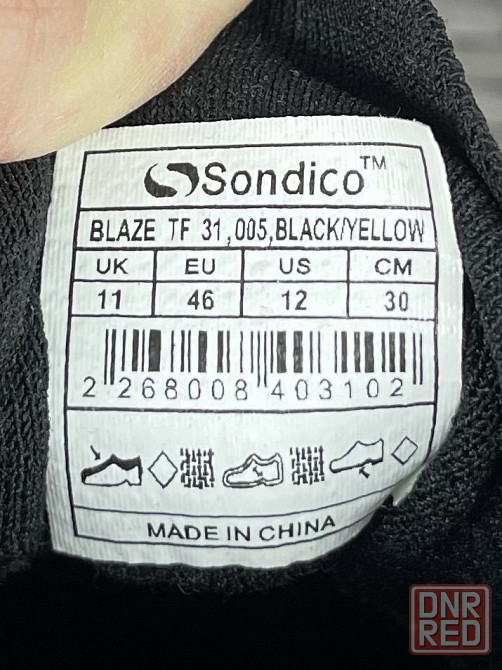 Sondico™
BLAZE TF 31,005,BLACK/YELLOW
UK EU US CM
11 46 12 30
2 268008 403102
MADE IN CHINA
DNR
RED